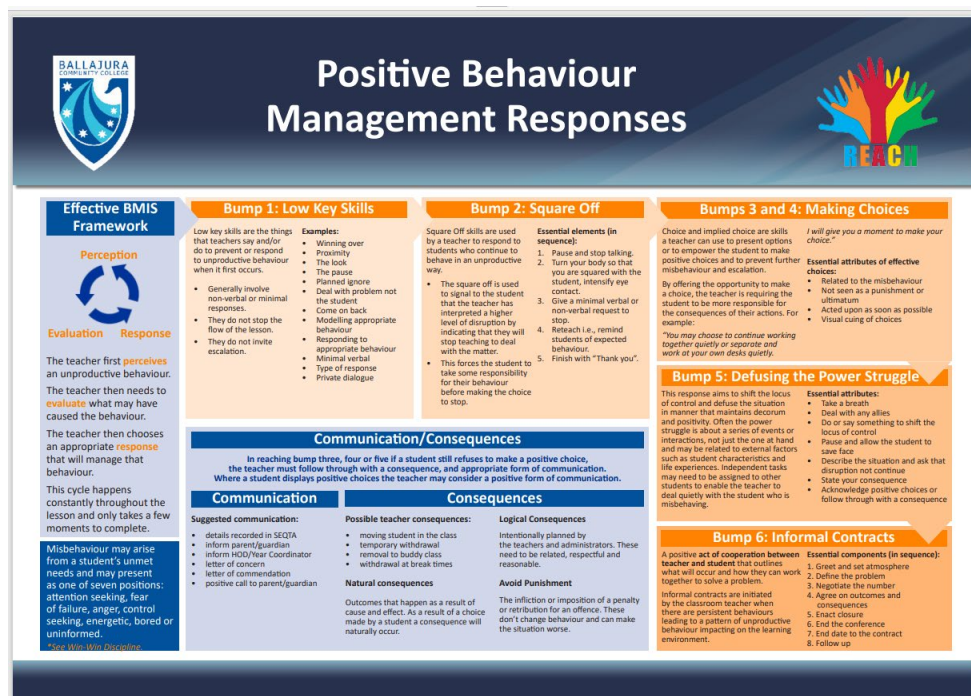 BALLAJURA
COMMUNITY COLLEGE
Positive Behaviour
Management Responses
REACH
Effective BMIS
Framework
Perception
Evaluation Response
The teacher first perceives
an unproductive behaviour.
The teacher then needs to
evaluate what may have
caused the behaviour.
The teacher then chooses
an appropriate response
that will manage that
behaviour.
This cycle happens
constantly throughout the
lesson and only takes a few
moments to complete.
Misbehaviour may arise
from a student's unmet
needs and may present
as one of seven positions:
attention seeking, fear
of failure, anger, control
seeking, energetic, bored or
uninformed.
*See Win-Win Discipline.
Bump 1: Low Key Skills
Low key skills are the things
that teachers say and/or
do to prevent or respond
to unproductive behaviour
when it first occurs.
• Generally involve
non-verbal or minimal
responses.
• They do not stop the
flow of the lesson.
• They do not invite
escalation.
Examples:
• Winning over
• Proximity
• The look
• The pause
• Planned ignore
• Deal with problem not
the student
• Come on back
• Modelling appropriate
behaviour
• Responding to
appropriate behaviour
• Minimal verbal
• Type of response
• Private dialogue
Bump 2: Square Off
Square Off skills are used
by a teacher to respond to
students who continue to
behave in an unproductive
way.
• The square off is used
to signal to the student
that the teacher has
interpreted a higher
level of disruption by
indicating that they will
stop teaching to deal
with the matter.
• This forces the student to
take some responsibility
for their behaviour
before making the choice
to stop.
Essential elements (in
sequence):
1. Pause and stop talking.
2. Turn your body so that
you are squared with the
student, intensify eye
contact.
3. Give a minimal verbal or
non-verbal request to
stop.
4. Reteach i.e., remind
students of expected
behaviour.
5. Finish with "Thank you".
Bumps 3 and 4: Making Choices
Choice and implied choice are skills
a teacher can use to present options
or to empower the student to make
positive choices and to prevent further
misbehaviour and escalation.
By offering the opportunity to make
a choice, the teacher is requiring the
student to be more responsible for
the consequences of their actions. For
example:
"You may choose to continue working
together quietly or separate and
work at your own desks quietly.
I will give you a moment to make your
choice."
Essential attributes of effective
choices:
• Related to the misbehaviour
• Not seen as a punishment or
ultimatum
• Acted upon as soon as possible
• Visual cuing of choices
Bump 5: Defusing the Power Struggle
This response aims to shift the locus
of control and defuse the situation
in manner that maintains decorum
and positivity. Often the power
struggle is about a series of events or
interactions, not just the one at hand
and may be related to external factors
such as student characteristics and
life experiences. Independent tasks
may need to be assigned to other
students to enable the teacher to
deal quietly with the student who is
misbehaving.
Essential attributes:
• Take a breath
• Deal with any allies
• Do or say something to shift the
locus of control
• Pause and allow the student to
save face
• Describe the situation and ask that
disruption not continue
• State your consequence
• Acknowledge positive choices or
follow through with a consequence
Communication/Consequences
In reaching bump three, four or five if a student still refuses to make a positive choice,
the teacher must follow through with a consequence, and appropriate form of communication.
Where a student displays positive choices the teacher may consider a positive form of communication.
Communication
Suggested communication:
• details recorded in SEQTA
• inform parent/guardian
• inform HOD/Year Coordinator
• letter of concern
• letter of commendation
• positive call to parent/guardian
Consequences
Possible teacher consequences:
• moving student in the class
• temporary withdrawal
• removal to buddy class
• withdrawal at break times
Natural consequences
Outcomes that happen as a result of
cause and effect. As a result of a choice
made by a student a consequence will
naturally occur.
Logical Consequences
Intentionally planned by
the teachers and administrators. These
need to be related, respectful and
reasonable.
Avoid Punishment
The infliction or imposition of a penalty
or retribution for an offence. These
don't change behaviour and can make
the situation worse.
Bump 6: Informal Contracts
A positive act of cooperation between
teacher and student that outlines
what will occur and how they can work
together to solve a problem.
Informal contracts are initiated
by the classroom teacher when
there are persistent behaviours
leading to a pattern of unproductive
behaviour impacting on the learning
environment.
Essential components (in sequence):
1. Greet and set atmosphere
2. Define the problem
3. Negotiate the number
4. Agree on outcomes and
consequences
5. Enact closure
6. End the conference
7. End date to the contract
8. Follow up